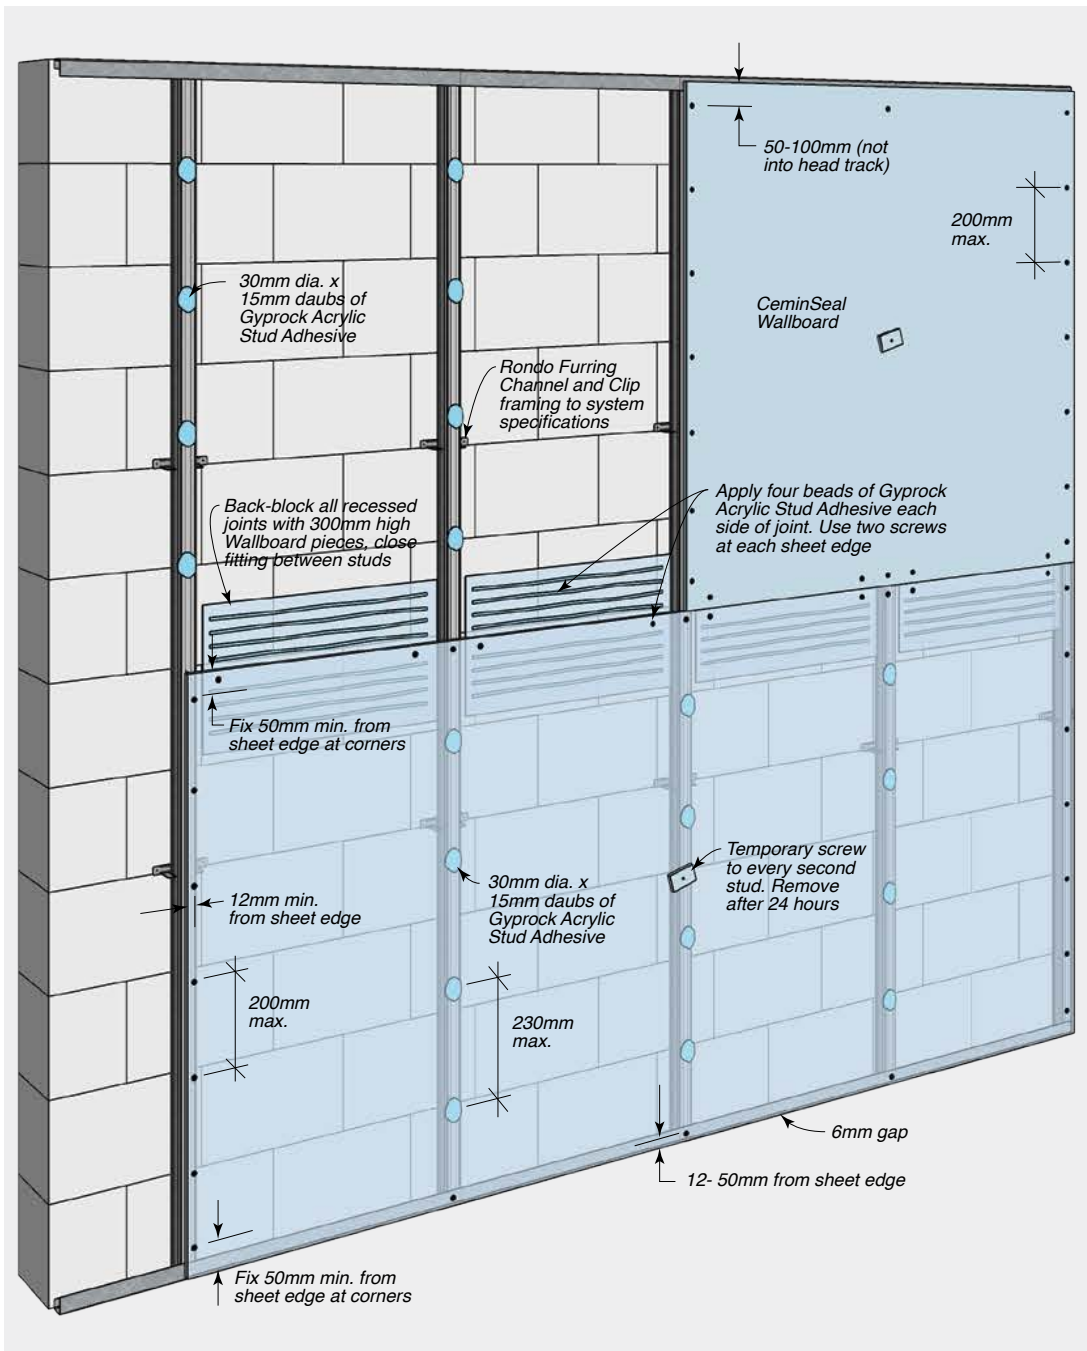 50-100mm (not
into head track)
200mm
max.
30mm dia. x
15mm daubs of
Gyprock Acrylic
Stud Adhesive
CeminSeal
Wallboard
Rondo Furring
Channel and Clip
framing to system
specifications
Back-block all recessed
joints with 300mm high
Wallboard pieces, close
fitting between studs
Apply four beads of Gyprock
Acrylic Stud Adhesive each
side of joint. Use two screws
at each sheet edge
Fix 50mm min. from
sheet edge at corners
Temporary screw
to every second
stud. Remove
after 24 hours
12mm min.
from sheet edge
30mm dia. x
15mm daubs of
Gyprock Acrylic
Stud Adhesive
200mm
max.
230mm
max.
6mm gap
12- 50mm from sheet edge
Fix 50mm min. from
sheet edge at corners